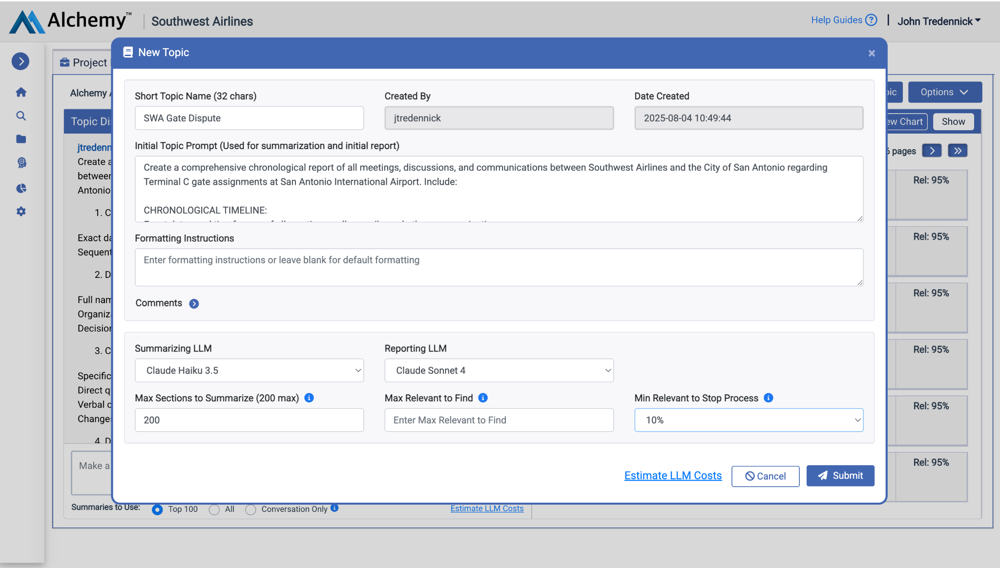 Alchemy™ | Southwest Airlines
Help Guides ? | John Tredennick
Project
New Topic ×
Alchemy
Options
Topic Di
ew Chart
Show
jtredenn
Create a
between
Antonio
1. C
Exact da
Sequent
2. D
Full nam
Organiz
Decision
3. C
Specific
Direct q
Verbal c
Change
4. D
Make a
pages
Rel: 95%
Rel: 95%
Rel: 95%
Rel: 95%
Rel: 95%
Rel: 95%
Short Topic Name (32 chars)
Created By
Date Created
SWA Gate Dispute
jtredennick
2025-08-04 10:49:44
Initial Topic Prompt (Used for summarization and initial report)
Create a comprehensive chronological report of all meetings, discussions, and communications between Southwest Airlines and the City of San Antonio regarding
Terminal C gate assignments at San Antonio International Airport. Include:
CHRONOLOGICAL TIMELINE:
Formatting Instructions
Enter formatting instructions or leave blank for default formatting
Comments
Summarizing LLM
Reporting LLM
Claude Haiku 3.5
Claude Sonnet 4
Max Sections to Summarize (200 max)
Max Relevant to Find
Min Relevant to Stop Process
200
Enter Max Relevant to Find
10%
Estimate LLM Costs
Cancel
Submit
Summaries to Use:
Top 100
All
Conversation Only
Estimate LLM Costs